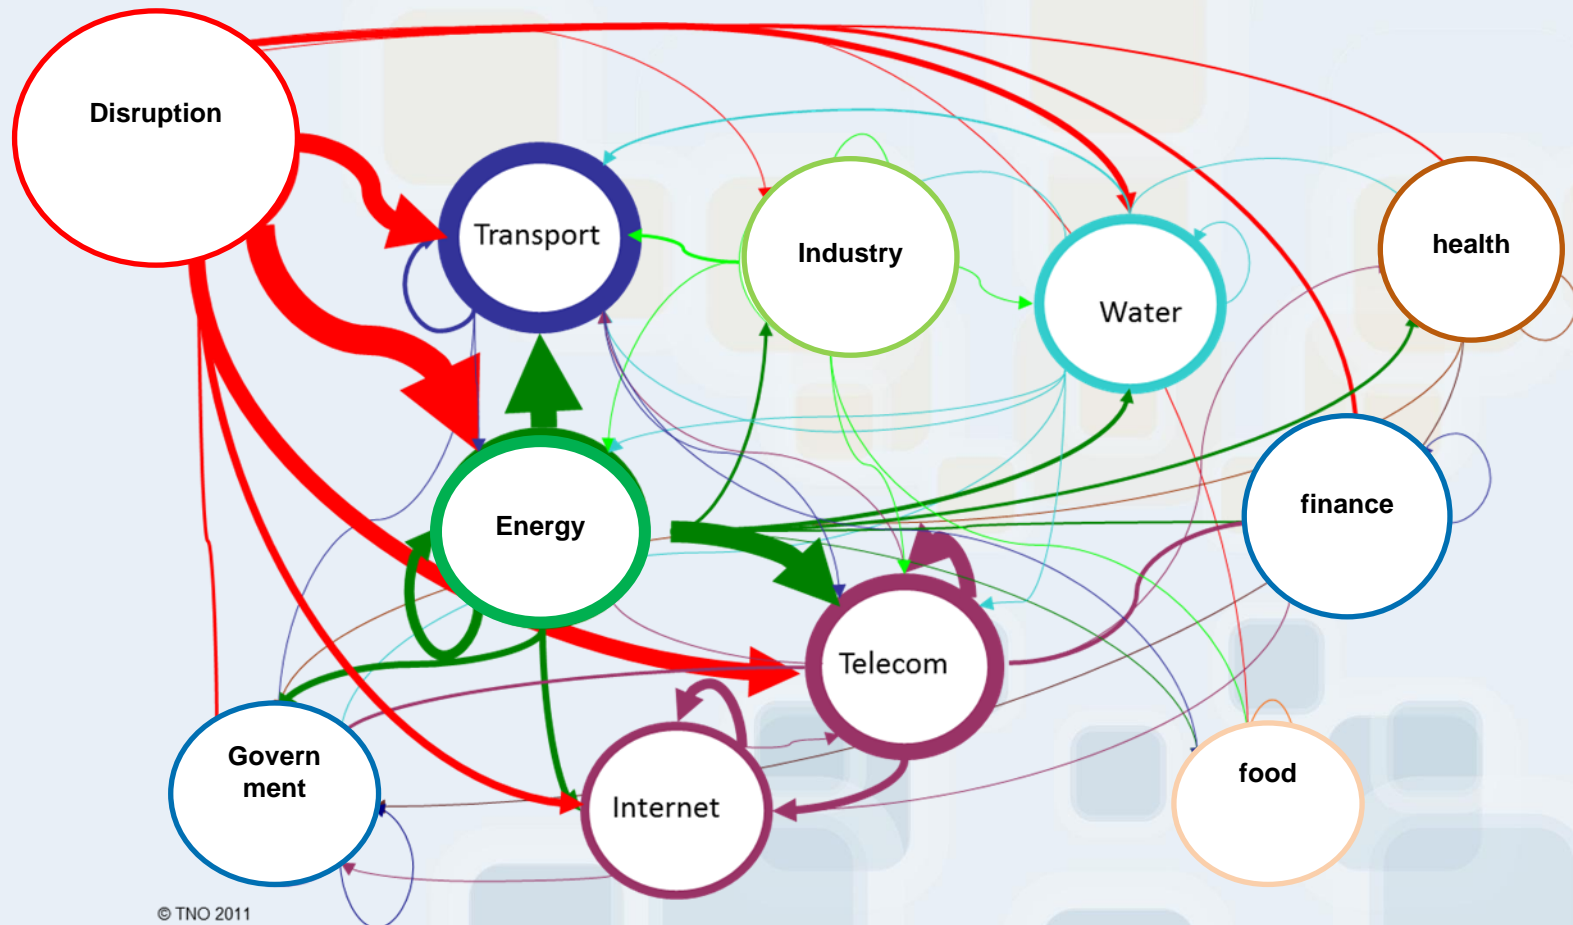 Disruption
Transport
Industry
health
Water
finance
Energy
Telecom
Govern
ment
food
Internet
© TNO 2011